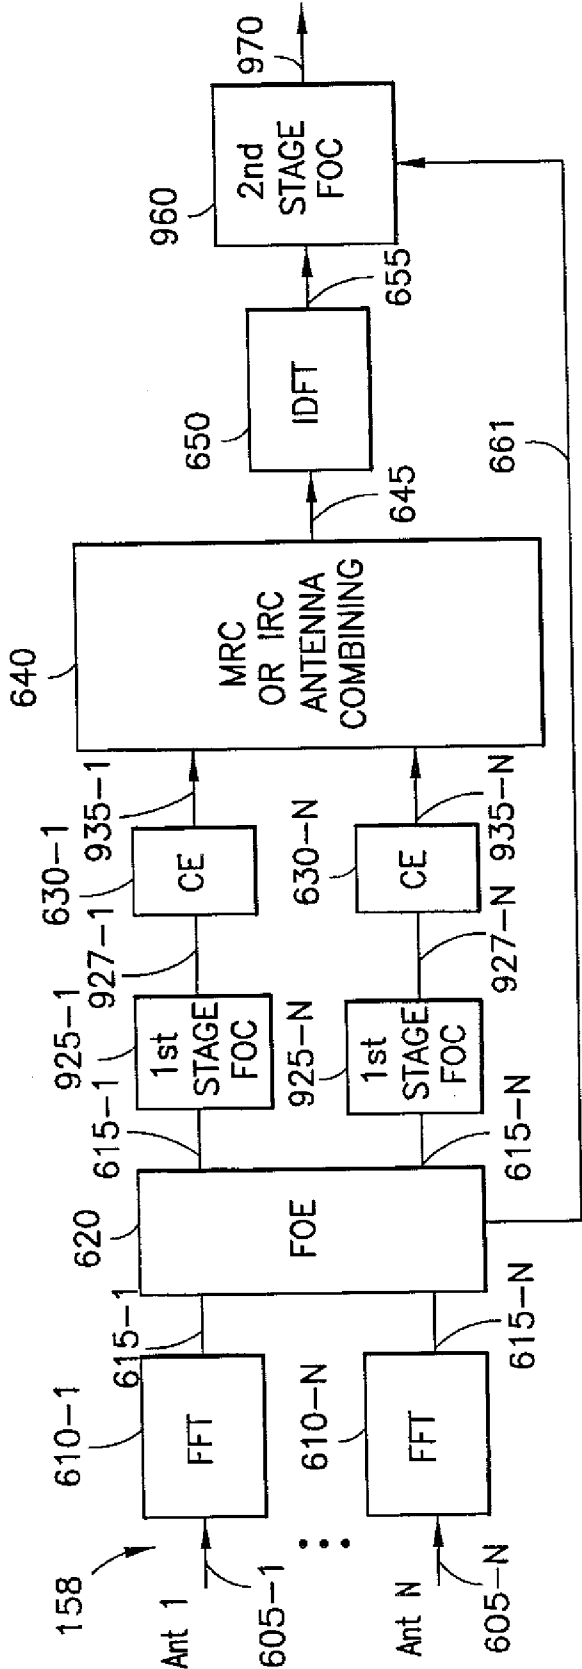 158
Ant 1
605-1
Ant N
605-N
610-1
FFT
610-N
FFT
615-1
615-N
620
FOE
615-1
615-N
925-1
1st
STAGE
FOC
925-N
1st
STAGE
FOC
927-1
927-N
630-1
CE
630-N
CE
935-1
935-N
640
MRC
OR IRC
ANTENNA
COMBINING
645
650
IDFT
655
661
960
2nd
STAGE
FOC
970